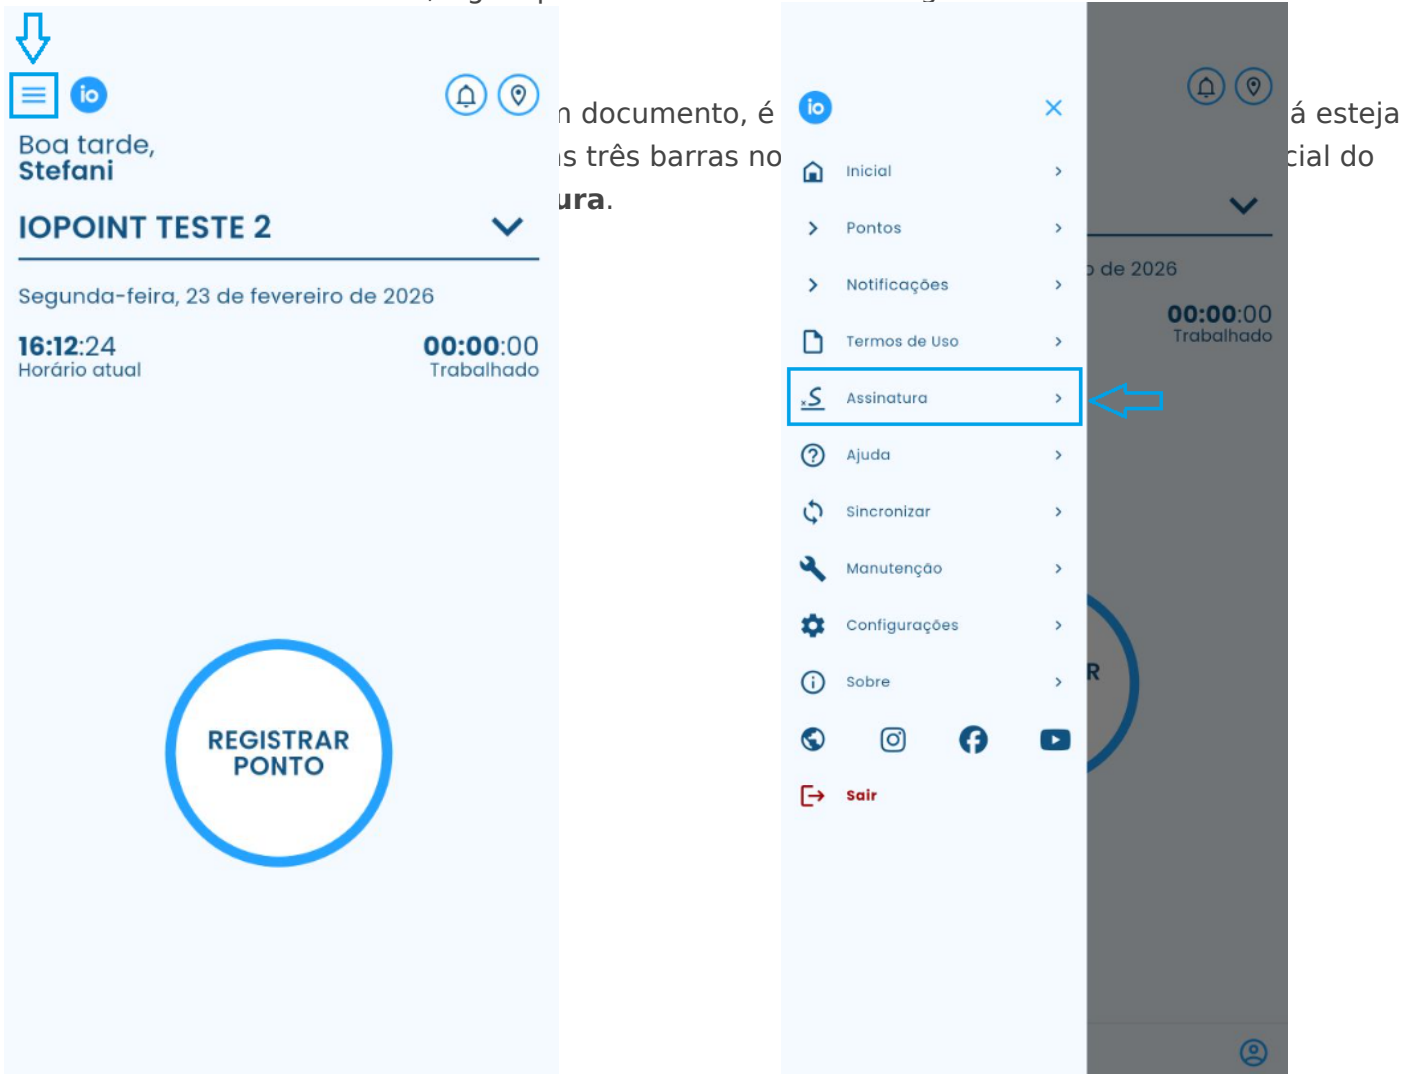 io
Boa tarde,
Stefani
IOPOINT TESTE 2
Segunda-feira, 23 de fevereiro de 2026
16:12:24
Horário atual
00:00:00
Trabalhado
REGISTRAR
PONTO
documento, é
três barras no
io
Inicial
Pontos
Notificações
Termos de Uso
Assinatura
Ajuda
Sincronizar
Manutenção
Configurações
Sobre
Sair
de 2026
00:00:00
Trabalhado
esteja
do